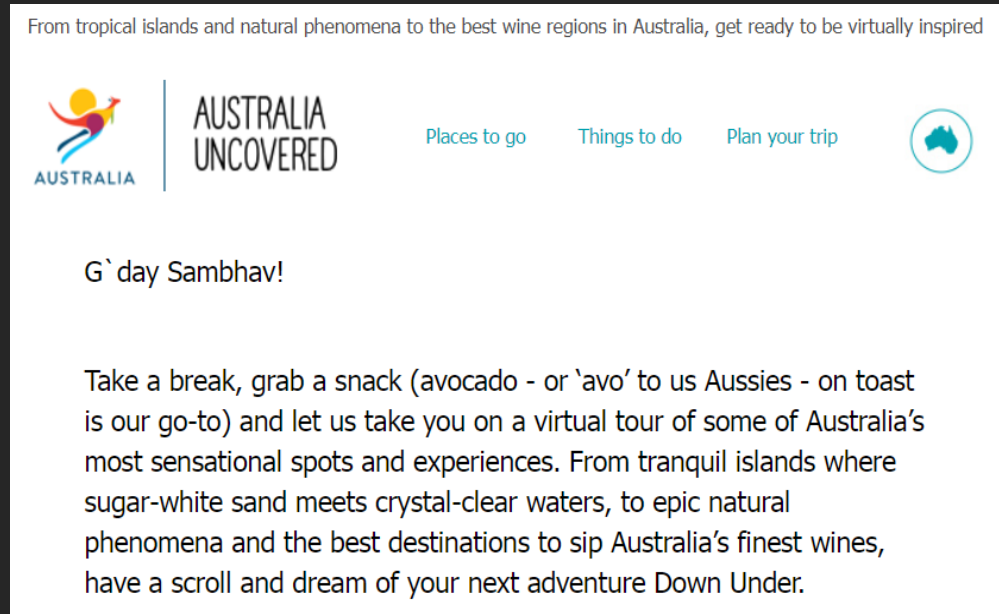 From tropical islands and natural phenomena to the best wine regions in Australia, get ready to be virtually inspired
AUSTRALIA
AUSTRALIA
UNCOVERED
Places to go
Things to do
Plan your trip
G`day Sambhav!
Take a break, grab a snack (avocado - or ‛avo’ to us Aussies - on toast
is our go-to) and let us take you on a virtual tour of some of Australia’s
most sensational spots and experiences. From tranquil islands where
sugar-white sand meets crystal-clear waters, to epic natural
phenomena and the best destinations to sip Australia’s finest wines,
have a scroll and dream of your next adventure Down Under.